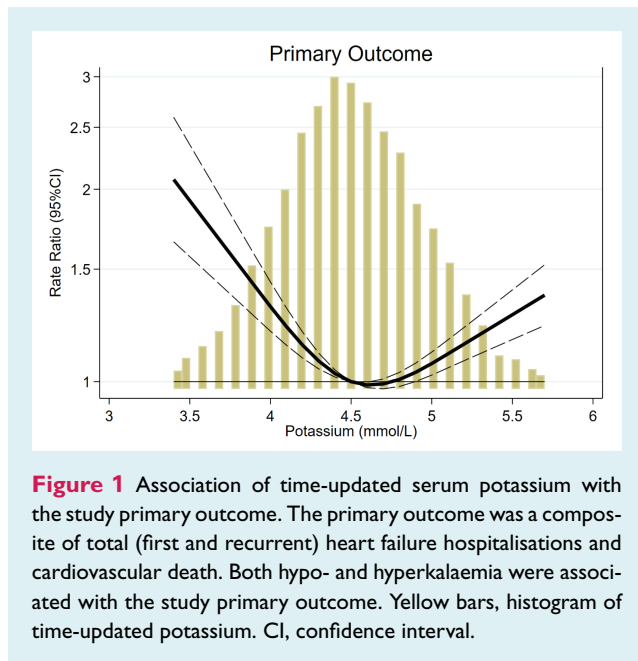 Primary Outcome
3
2.5
2
1.5
1
Rate Ratio (95%CI)
3
3.5
4
4.5
5
5.5
6
Potassium (mmol/L)
Figure 1 Association of time-updated serum potassium with
the study primary outcome. The primary outcome was a compos-
ite of total (first and recurrent) heart failure hospitalisations and
cardiovascular death. Both hypo- and hyperkalaemia were associ-
ated with the study primary outcome. Yellow bars, histogram of
time-updated potassium. CI, confidence interval.